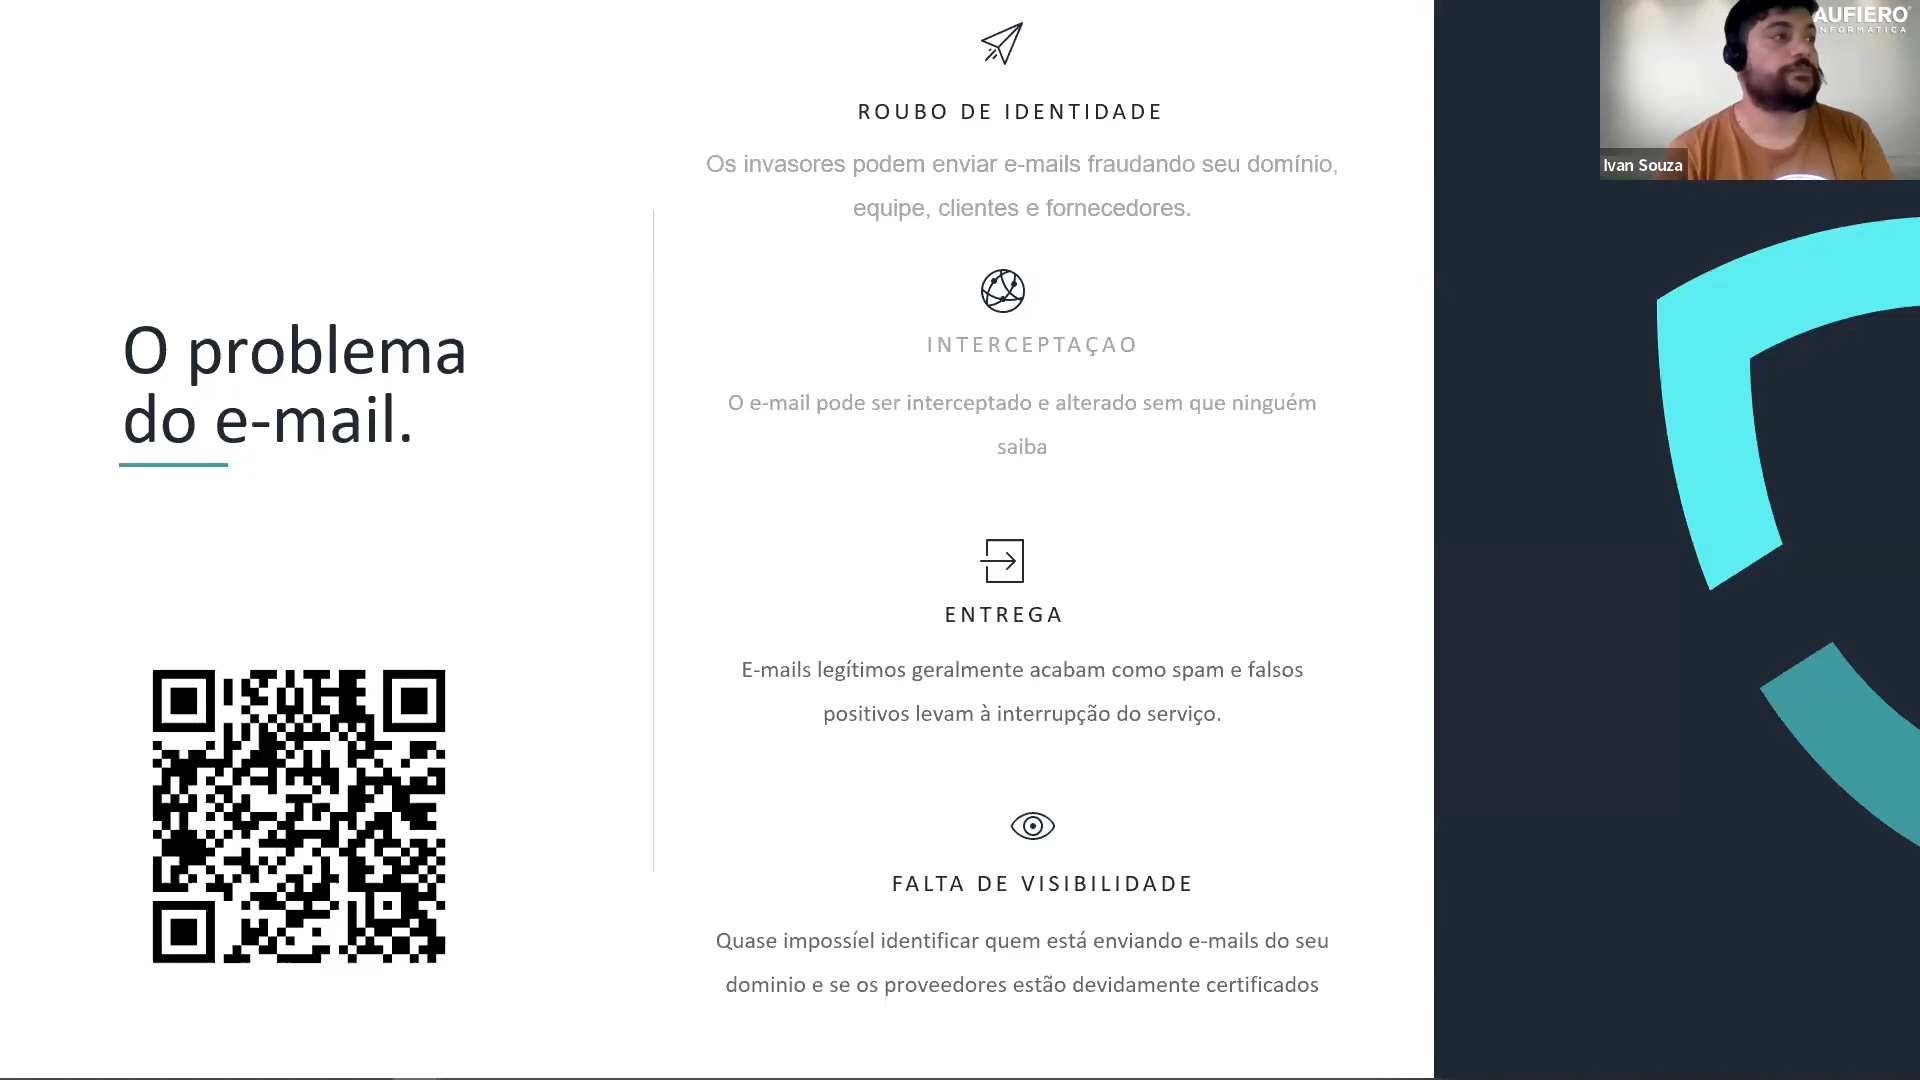 O problema
do e-mail.
ROUBO DE IDENTIDADE
Os invasores podem enviar e-mails fraudando seu domínio,
equipe, clientes e fornecedores.
INTERCEPTAÇAO
O e-mail pode ser interceptado e alterado sem que ninguém
saiba
ENTREGA
E-mails legítimos geralmente acabam como spam e falsos
positivos levam à interrupção do serviço.
FALTA DE VISIBILIDADE
Quase impossíel identificar quem está enviando e-mails do seu
dominio e se os proveedores estão devidamente certificados
AUFIERO
INFORMÁTICA
Ivan Souza